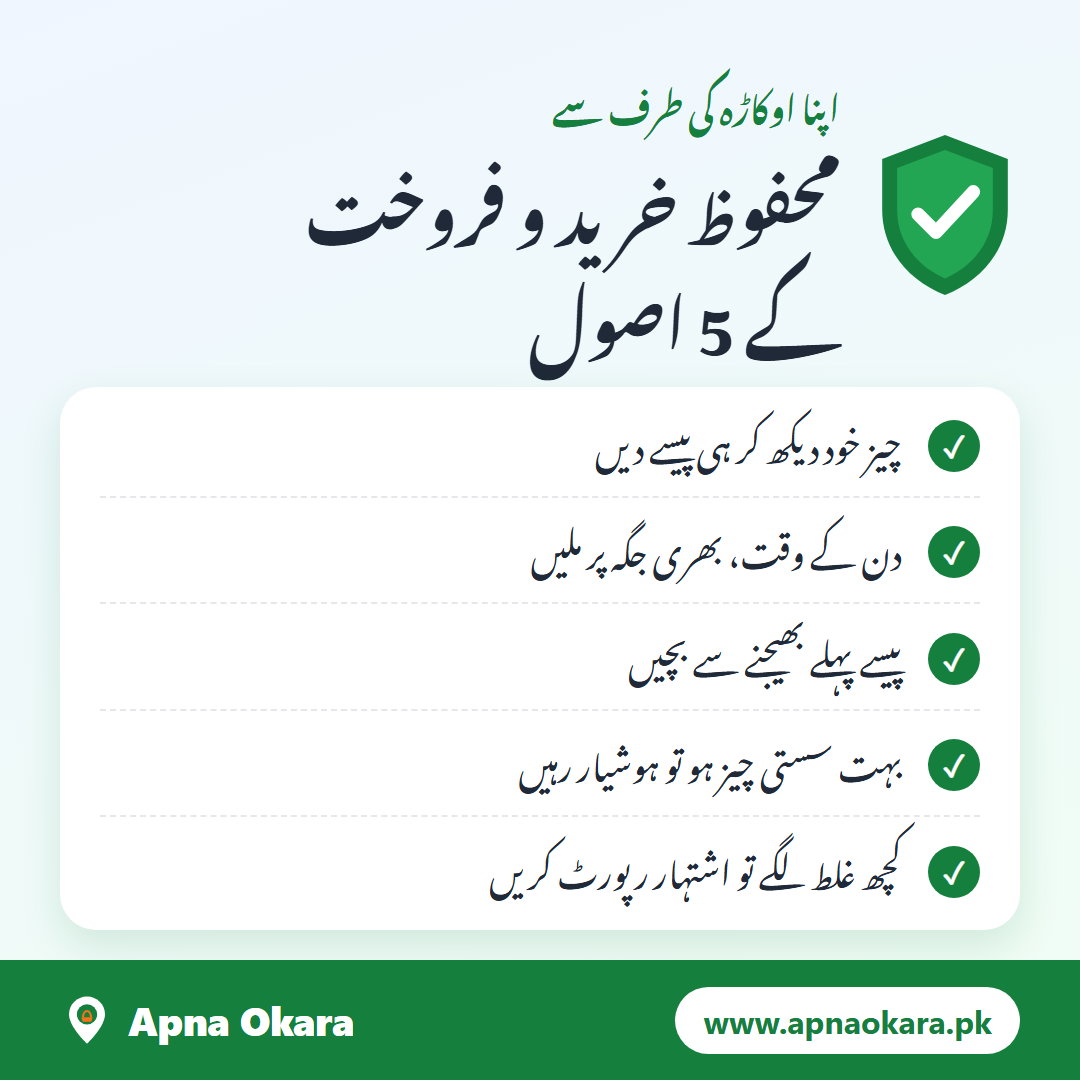 اپنا اوکاڑہ کی طرف سے
محفوظ خرید و فروخت
کے 5 اصول
چیز خود دیکھ کر ہی پیسے دیں
دن کے وقت، بھری جگہ پر ملیں
پیسے پہلے بھیجنے سے بچیں
بہت سستی چیز ہو تو ہوشیار رہیں
کچھ غلط لگے تو اشتہار رپورٹ کریں
Apna Okara
www.apnaokara.pk